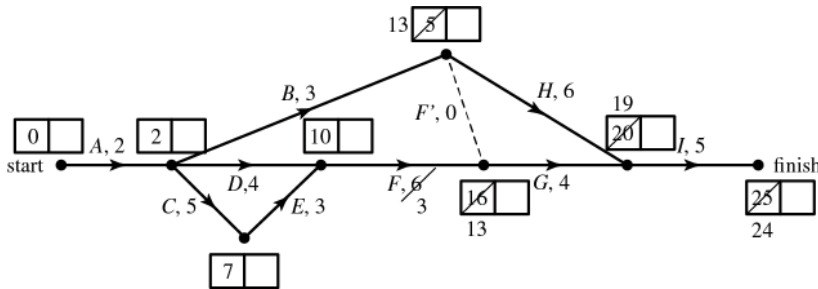 13 5
B, 3
H, 6
F', 0
19
0
A, 2
2
10
20
I, 5
start
finish
D,4
F, 6
3
G, 4
C, 5
E, 3
16
13
25
24
7